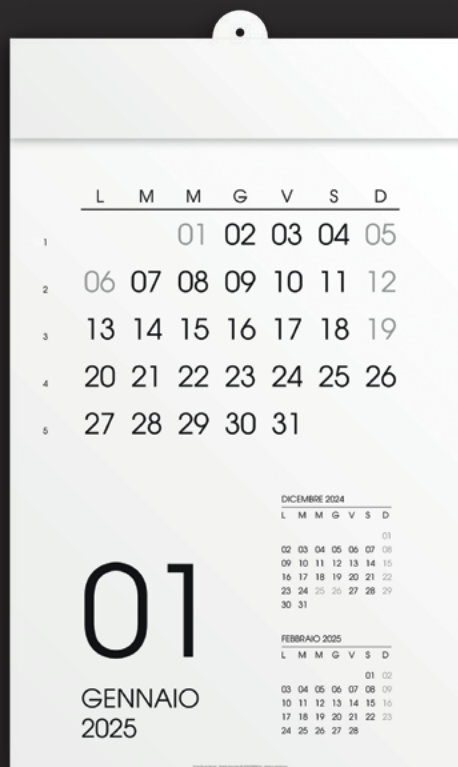 L M M G V S D
1 01 02 03 04 05
2 06 07 08 09 10 11 12
3 13 14 15 16 17 18 19
4 20 21 22 23 24 25 26
5 27 28 29 30 31
DICEMBRE 2024
L M M G V S D
01
02 03 04 05 06 07 08
09 10 11 12 13 14 15
16 17 18 19 20 21 22
23 24 25 26 27 28 29
30 31
01
GENNAIO
2025
FEBBRAIO 2025
L M M G V S D
01 02
03 04 05 06 07 08 09
10 11 12 13 14 15 16
17 18 19 20 21 22 23
24 25 26 27 28